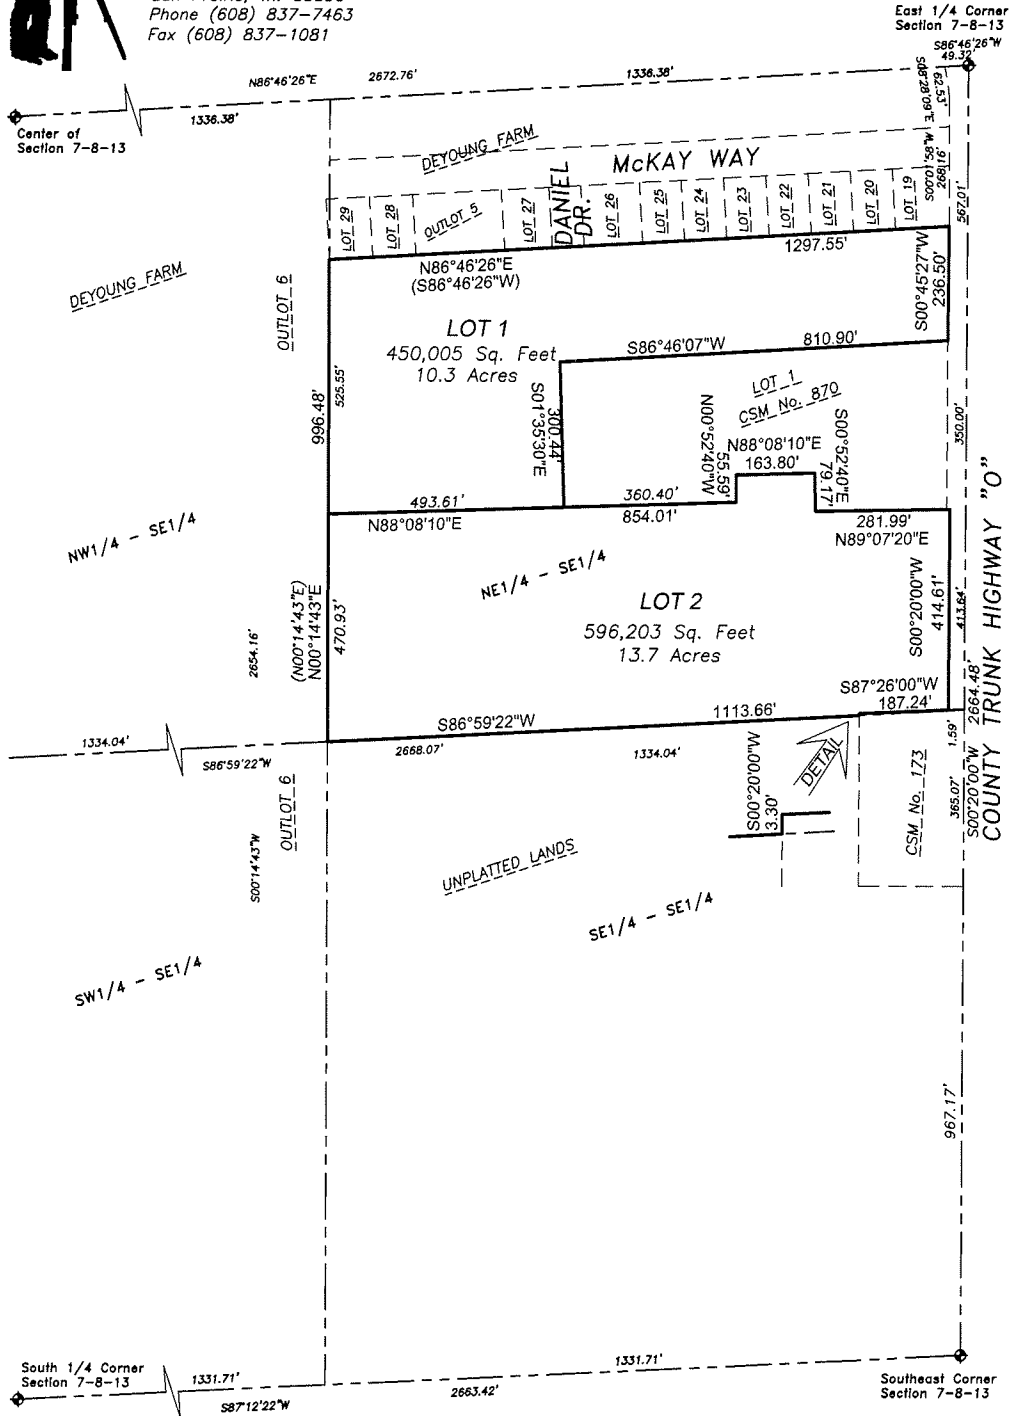 Phone (608) 837-7463
Fax (608) 837-1081
East 1/4 Corner
Section 7-8-13
S86°46'26"W
49.32'
N86°46'26"E
2672.76'
1336.38'
1336.38'
Center of
Section 7-8-13
S08°28'09"E
62.53'
S00°01'58"W
268.16'
567.01'
DEYOUNG FARM
McKAY WAY
DANIEL
DR.
LOT 29
LOT 28
OUTLOT 5
LOT 27
LOT 26
LOT 25
LOT 24
LOT 23
LOT 22
LOT 21
LOT 20
LOT 19
1297.55'
N86°46'26"E
(S86°46'26"W)
S00°45'27"W
236.50'
DEYOUNG FARM
OUTLOT 6
LOT 1
450,005 Sq. Feet
10.3 Acres
S86°46'07"W
810.90'
996.48'
525.55'
S01°35'30"E
300.44'
LOT 1
CSM No. 870
N00°52'40"W
55.59'
N88°08'10"E
163.80'
S00°52'40"E
79.17'
350.00'
493.61'
N88°08'10"E
360.40'
854.01'
281.99'
N89°07'20"E
NW1/4 - SE1/4
NE1/4 - SE1/4
LOT 2
596,203 Sq. Feet
13.7 Acres
(N00°14'43"E)
N00°14'43"E
470.93'
2654.16'
S00°20'00"W
414.61'
413.64'
COUNTY TRUNK HIGHWAY "O"
2664.48'
S00°20'00"W
S87°26'00"W
187.24'
S86°59'22"W
1113.66'
1334.04'
S86°59'22"W
2668.07'
1334.04'
1.59'
365.07'
S00°20'00"W
3.30'
DETAIL
CSM No. 173
OUTLOT 6
S00°14'43"W
UNPLATTED LANDS
SE1/4 - SE1/4
SW1/4 - SE1/4
967.17'
South 1/4 Corner
Section 7-8-13
1331.71'
S87°12'22"W
2663.42'
1331.71'
Southeast Corner
Section 7-8-13